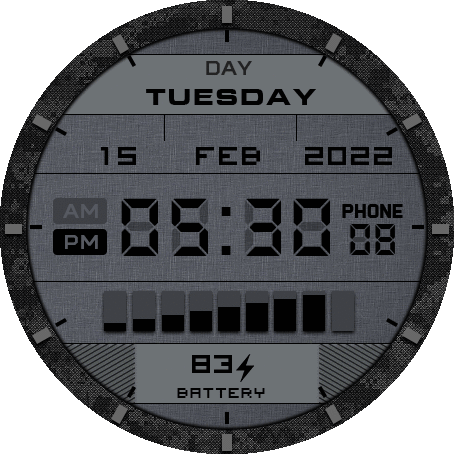 DAY
TUESDAY
15 FEB 2022
AM
PM
05:30
PHONE
08
83
BATTERY